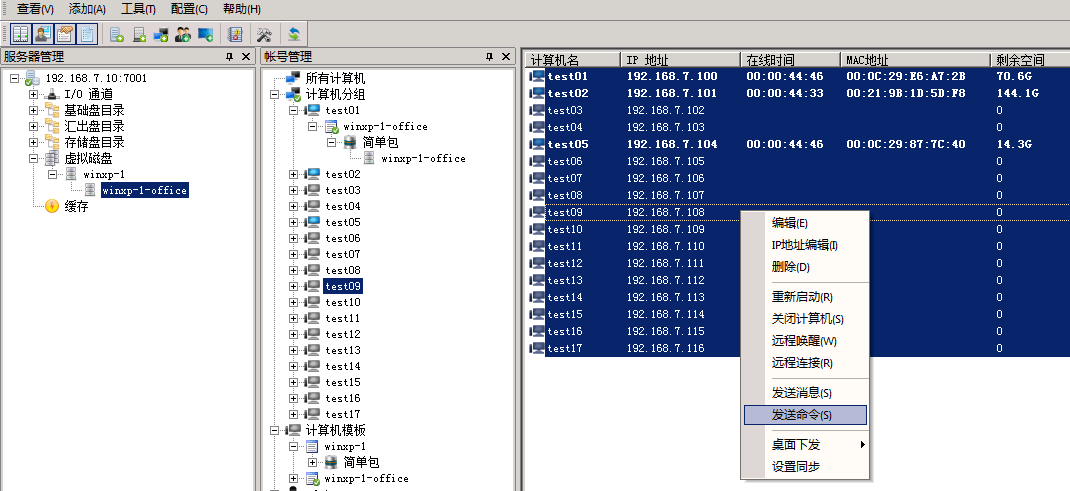 查看(V) 添加(A) 工具(T) 配置(C) 帮助(H)
服务器管理
192.168.7.10:7001
I/O 通道
基础盘目录
汇出盘目录
存储盘目录
虚拟磁盘
winxp-1
winxp-1-office
缓存
帐号管理
所有计算机
计算机分组
test01
winxp-1-office
简单包
winxp-1-office
test02
test03
test04
test05
test06
test07
test08
test09
test10
test11
test12
test13
test14
test15
test16
test17
计算机模板
winxp-1
简单包
winxp-1-office
计算机名 IP 地址 在线时间 MAC地址 剩余空间
test01 192.168.7.100 00:00:44:46 00:0C:29:E6:A7:2B 70.6G
test02 192.168.7.101 00:00:44:33 00:21:9B:1D:5D:F8 144.1G
test03 192.168.7.102 0
test04 192.168.7.103 0
test05 192.168.7.104 00:00:44:46 00:0C:29:87:7C:40 14.3G
test06 192.168.7.105 0
test07 192.168.7.106 0
test08 192.168.7.107 0
test09 192.168.7.108 0
test10 192.168.7.109 0
test11 192.168.7.110 0
test12 192.168.7.111 0
test13 192.168.7.112 0
test14 192.168.7.113 0
test15 192.168.7.114 0
test16 192.168.7.115 0
test17 192.168.7.116 0
编辑(E)
IP地址编辑(I)
删除(D)
重新启动(R)
关闭计算机(S)
远程唤醒(W)
远程连接(R)
发送消息(S)
发送命令(S)
桌面下发
设置同步